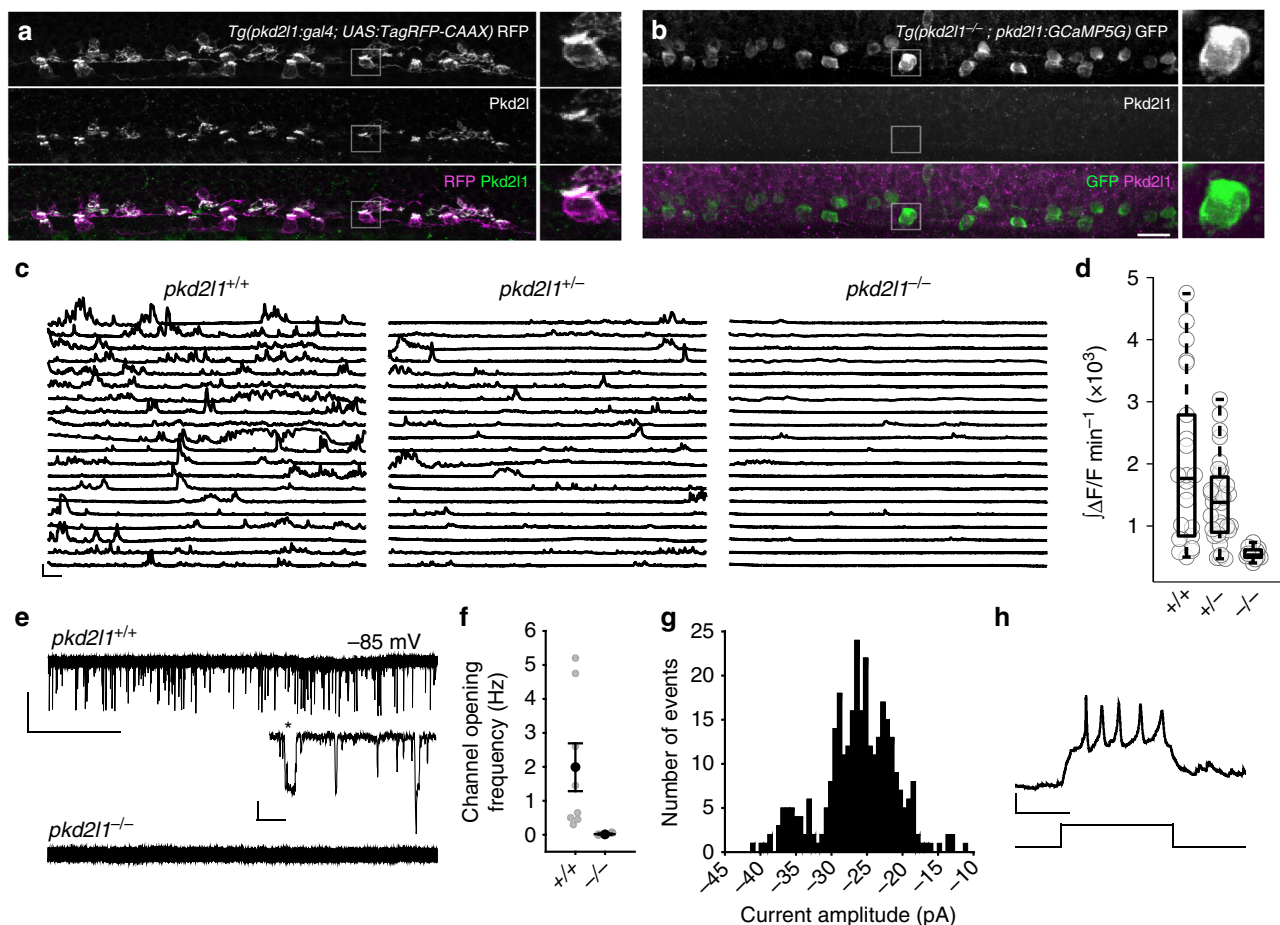 a
Tg(pkd2l1:gal4; UAS:TagRFP-CAAX) RFP
Pkd2l
RFP Pkd2l1
b
Tg(pkd2l1–/– ; pkd2l1:GCaMP5G) GFP
Pkd2l1
GFP Pkd2l1
c
pkd2l1+/+
pkd2l1+/–
pkd2l1–/–
d
∫ΔF/F min–1 (×103)
5
4
3
2
1
+/+
+/–
–/–
e
pkd2l1+/+
–85 mV
*
pkd2l1–/–
f
Channel opening
frequency (Hz)
6
5
4
3
2
1
0
+/+
–/–
g
Number of events
25
20
15
10
5
0
–45
–40
–35
–30
–25
–20
–15
–10
Current amplitude (pA)
h